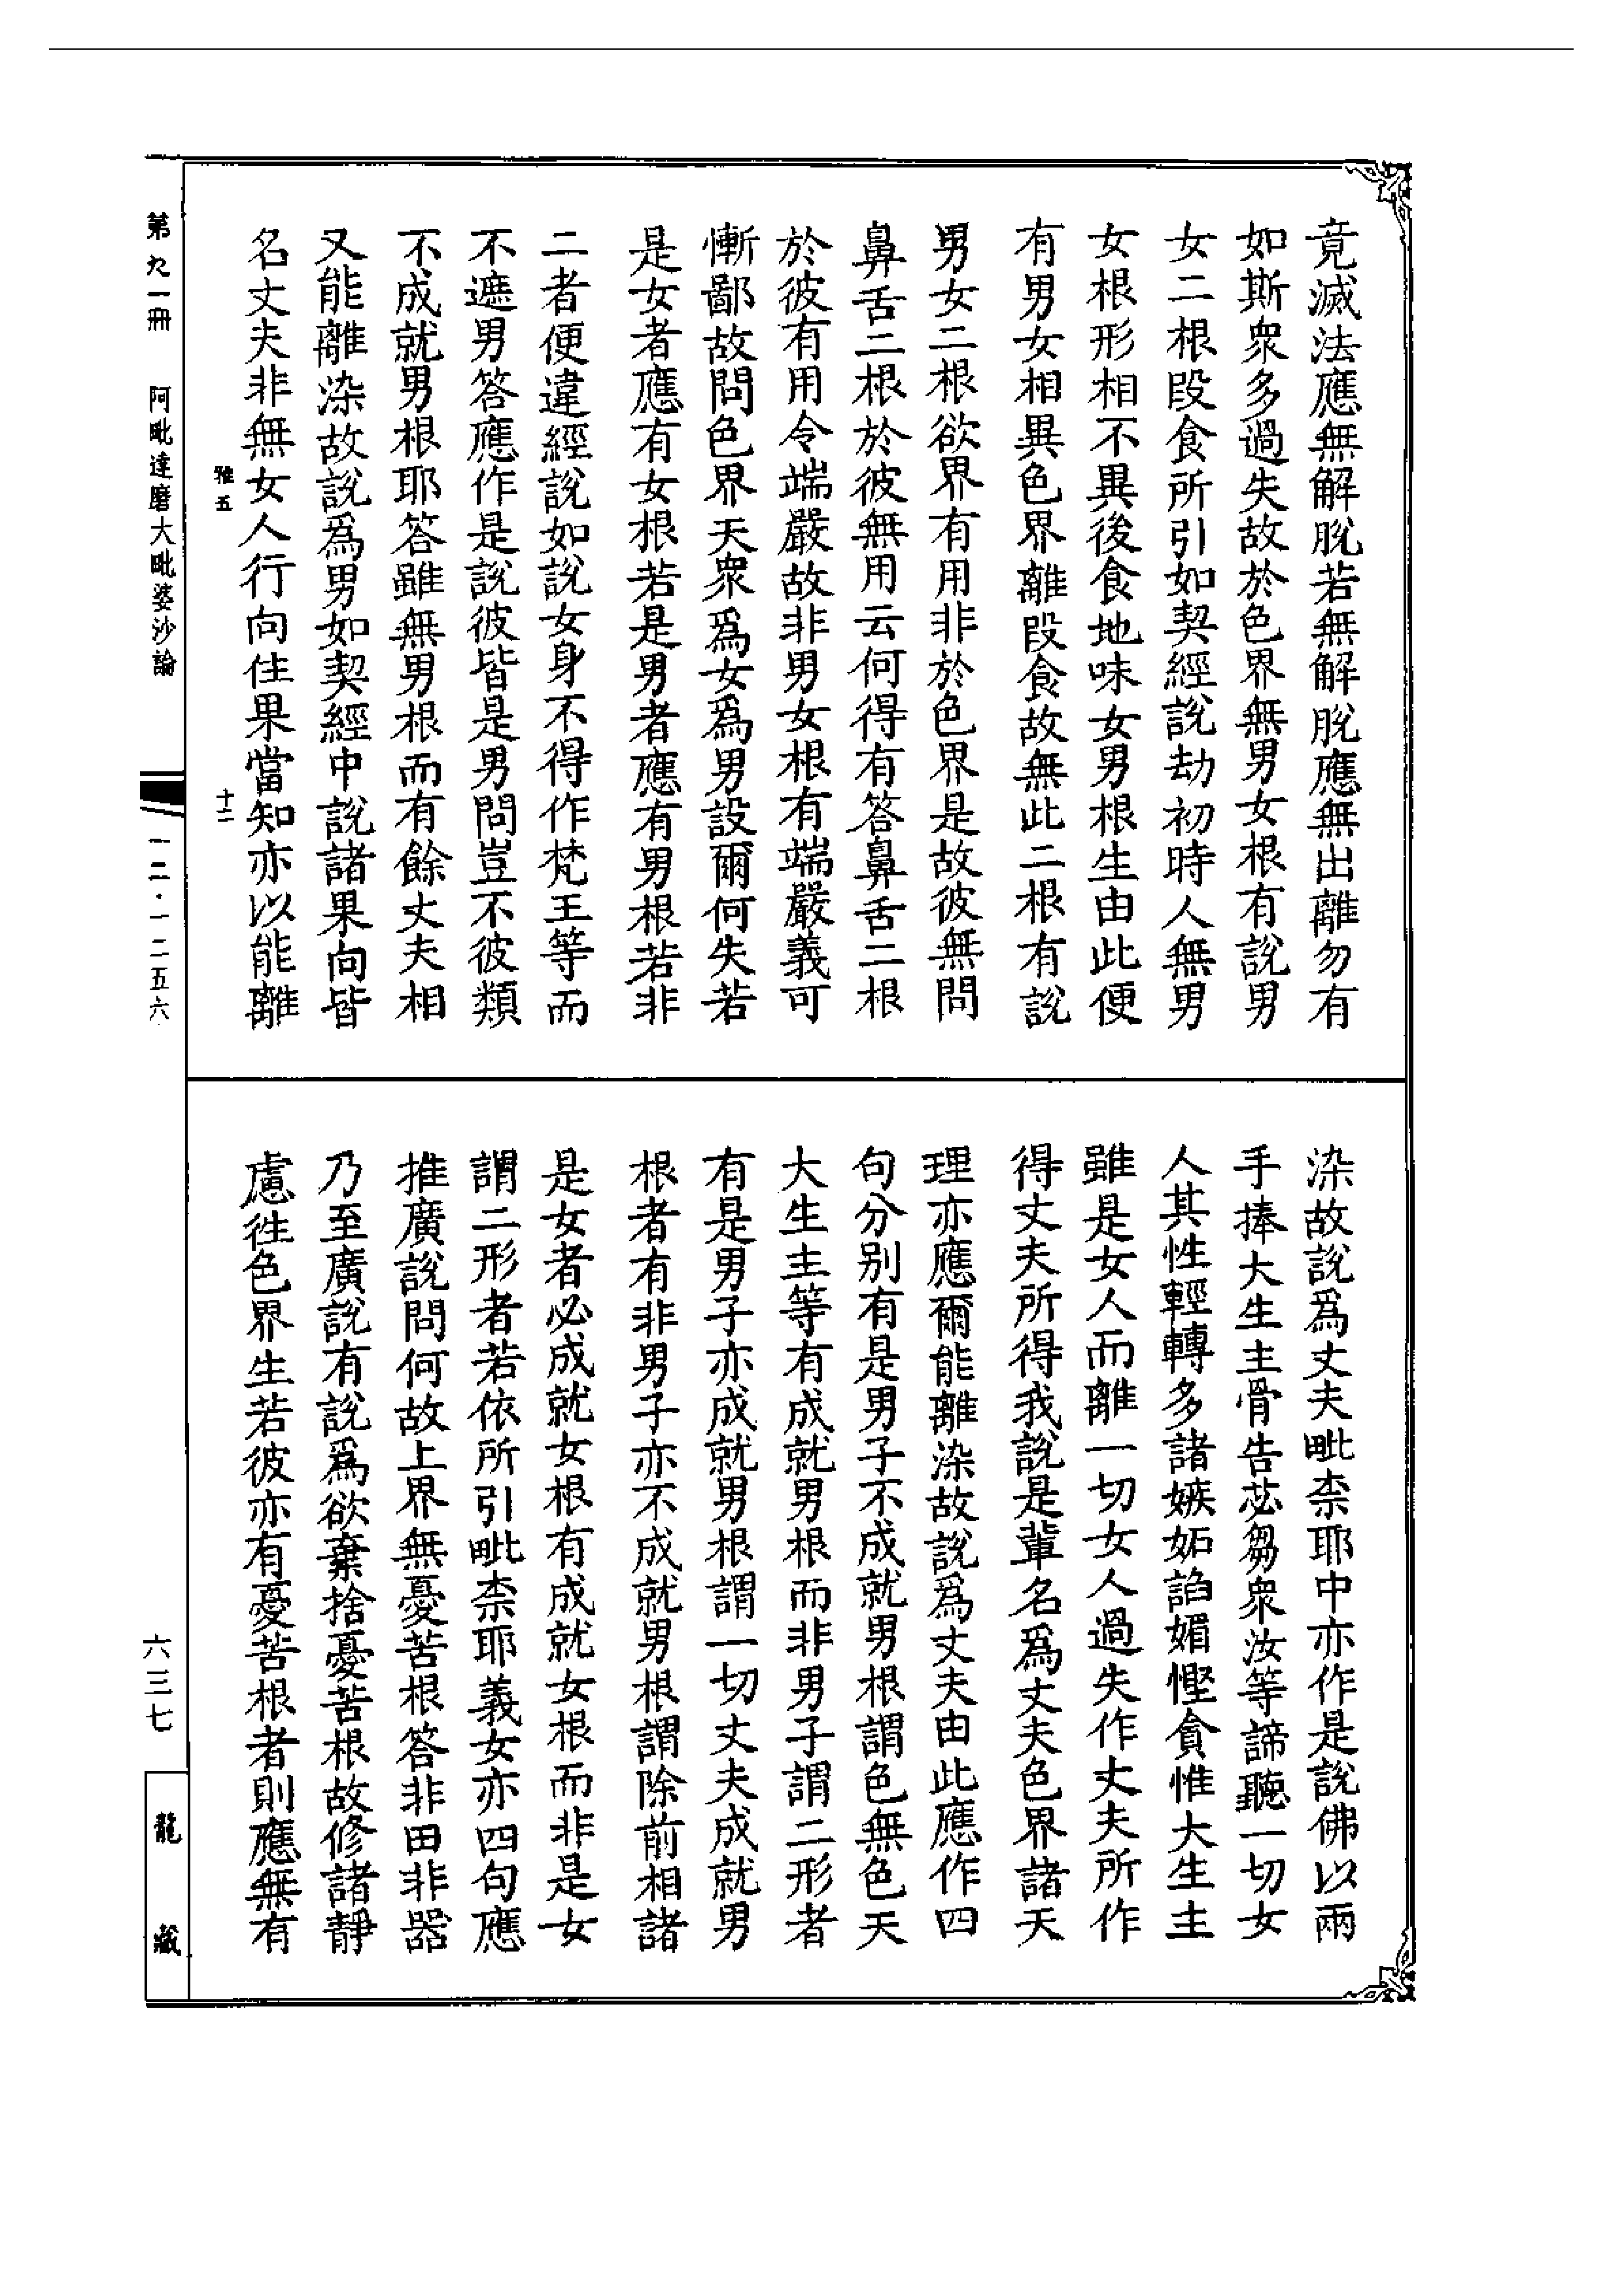 竟滅法應無解脫若無解脫應無出離勿有
如斯衆多過失故於色界無男女根有說男
女二根段食所引如契經說劫初時人無男
女根形相不異後食地味女男根生由此便
有男女相異色界離段食故無此二根有說
男女二根欲界有用非於色界是故彼無問
鼻舌二根於彼無用云何得有答鼻舌二根
於彼有用令端嚴故非男女根有端嚴義可
慚鄙故問色界天衆爲女爲男設爾何失若
是女者應有女根若是男者應有男根若非
二者便違經說如說女身不得作梵王等而
不遮男答應作是說彼皆是男問豈不彼類
不成就男根耶答雖無男根而有餘丈夫相
又能離染故說爲男如契經中說諸果向皆
名丈夫非無女人行向住果當知亦以能離
雅五 十二
染故說爲丈夫毗柰耶中亦作是說佛以兩
手捧大生主骨告苾芻衆汝等諦聽一切女
人其性輕轉多諸嫉妬諂媚慳貪惟大生主
雖是女人而離一切女人過失作丈夫所作
得丈夫所得我說是輩名爲丈夫色界諸天
理亦應爾能離染故說爲丈夫由此應作四
句分別有是男子不成就男根謂色無色天
大生主等有成就男根而非男子謂二形者
有是男子亦成就男根謂一切丈夫成就男
根者有非男子亦不成就男根謂除前相諸
是女者必成就女根有成就女根而非是女
謂二形者若依所引毗柰耶義女亦四句應
推廣說問何故上界無憂苦根答非田非器
乃至廣說有說爲欲棄捨憂苦根故修諸靜
慮徃色界生若彼亦有憂苦根者則應無有
第九一冊 阿毗達磨大毗婆沙論 一二·一二五六 六三七 龍藏